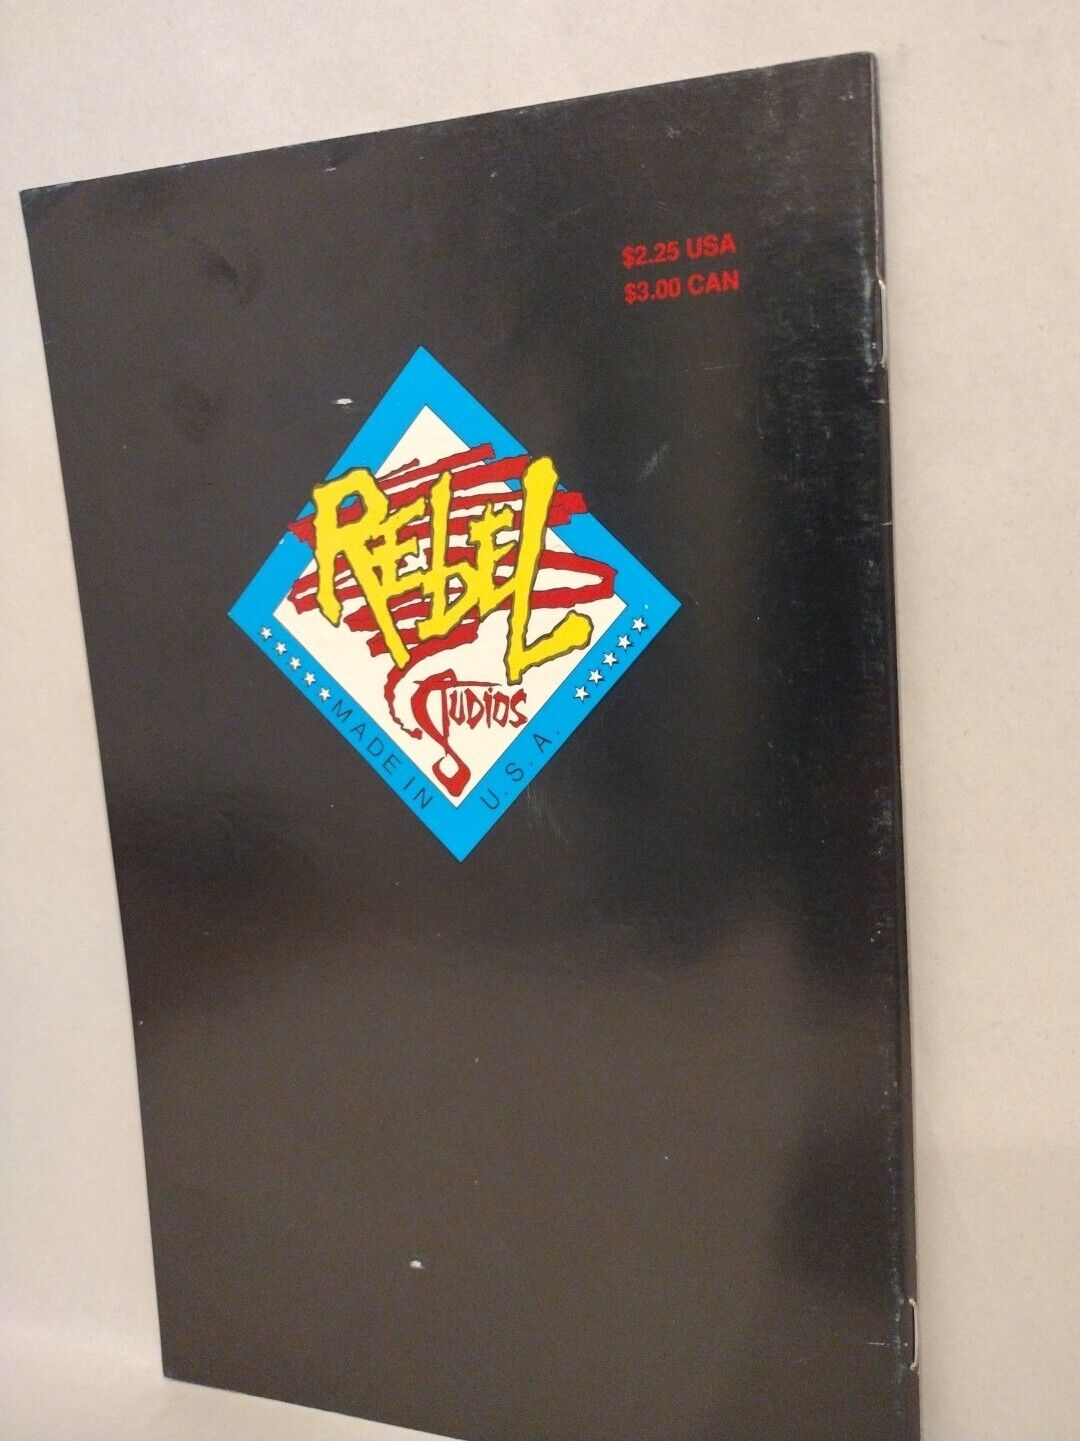 $2.25 USA
$3.00 CAN
REBEL
STUDIOS
MADE IN
U.S.A.